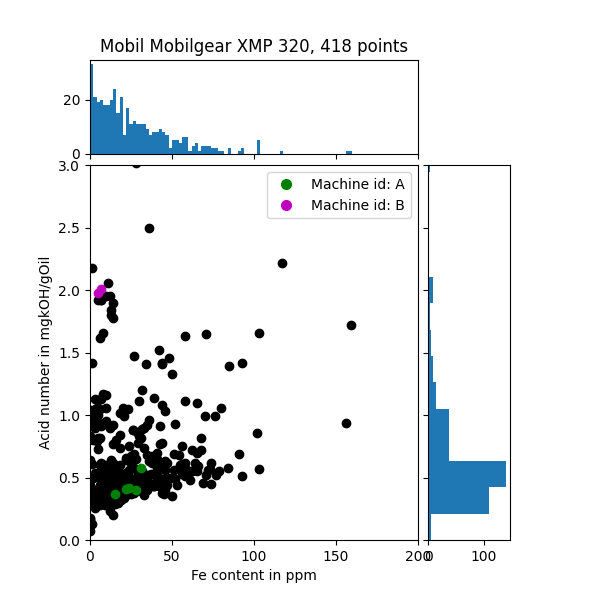 Mobil Mobilgear XMP 320, 418 points
20
0
3.0
Machine id: A
Machine id: B
2.5
2.0
1.5
1.0
0.5
0.0
Acid number in mgkOH/gOil
0 50 100 150 200 0 100
Fe content in ppm